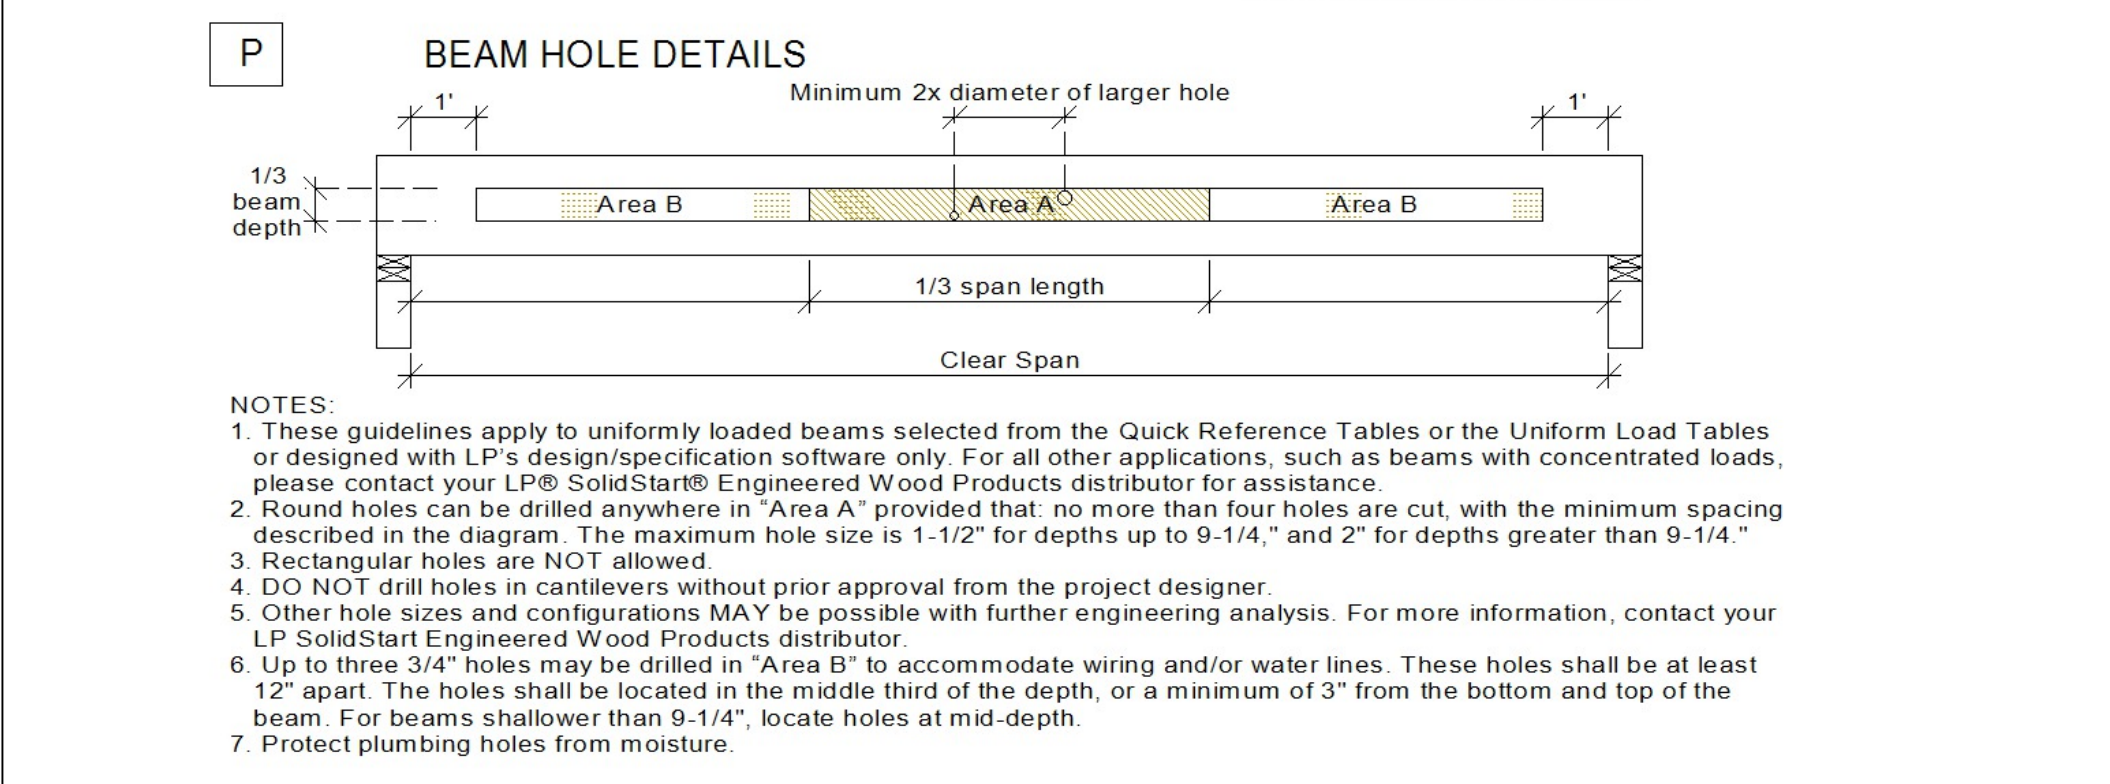 P
BEAM HOLE DETAILS
Minimum 2x diameter of larger hole
1'
1'
1/3
beam
depth
Area B
Area A
Area B
1/3 span length
Clear Span
NOTES:
1. These guidelines apply to uniformly loaded beams selected from the Quick Reference Tables or the Uniform Load Tables
or designed with LP's design/specification software only. For all other applications, such as beams with concentrated loads,
please contact your LP® SolidStart® Engineered Wood Products distributor for assistance.
2. Round holes can be drilled anywhere in “Area A” provided that: no more than four holes are cut, with the minimum spacing
described in the diagram. The maximum hole size is 1-1/2" for depths up to 9-1/4," and 2" for depths greater than 9-1/4."
3. Rectangular holes are NOT allowed.
4. DO NOT drill holes in cantilevers without prior approval from the project designer.
5. Other hole sizes and configurations MAY be possible with further engineering analysis. For more information, contact your
LP SolidStart Engineered Wood Products distributor.
6. Up to three 3/4" holes may be drilled in “Area B” to accommodate wiring and/or water lines. These holes shall be at least
12" apart. The holes shall be located in the middle third of the depth, or a minimum of 3" from the bottom and top of the
beam. For beams shallower than 9-1/4", locate holes at mid-depth.
7. Protect plumbing holes from moisture.